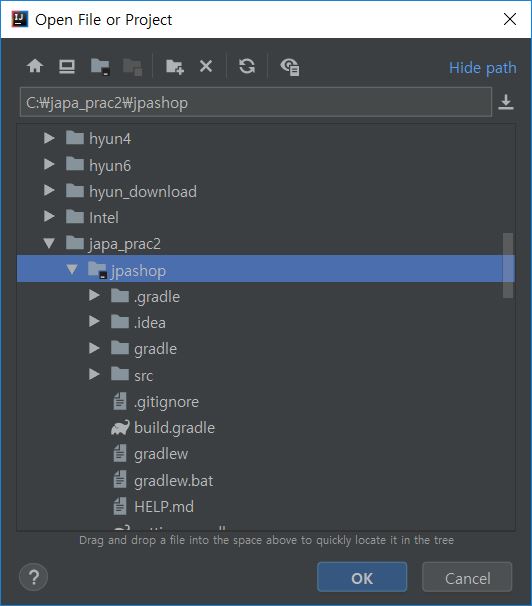 Open File or Project
Hide path
C:₩japa_prac2₩jpashop
hyun4
hyun6
hyun_download
Intel
japa_prac2
jpashop
.gradle
.idea
gradle
src
.gitignore
build.gradle
gradlew
gradlew.bat
HELP.md
Drag and drop a file into the space above to quickly locate it in the tree
?
OK
Cancel